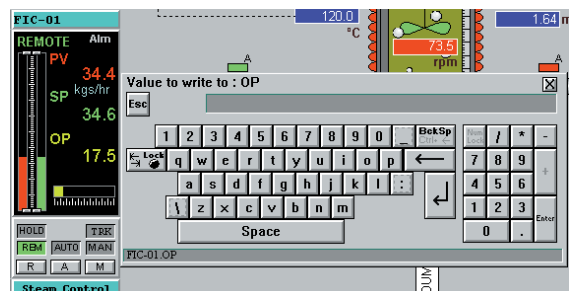 FIC-01
REMOTE Alm
PV
34.4
kgs/hr
SP
34.6
OP
17.5
HOLD TRK
REM AUTO MAN
R A M
Steam Control
120.0
°C
A
73.5
rpm
1.64 m
A
Value to write to : OP X
Esc
1 2 3 4 5 6 7 8 9 0 _ BckSp Ctrl+ ← Num Lock / * -
Lock q w e r t y u i o p ← 7 8 9 +
a s d f g h j k l : 4 5 6
\ z x c v b n m 1 2 3 Enter
Space 0 .
FIC-01.OP
DUM